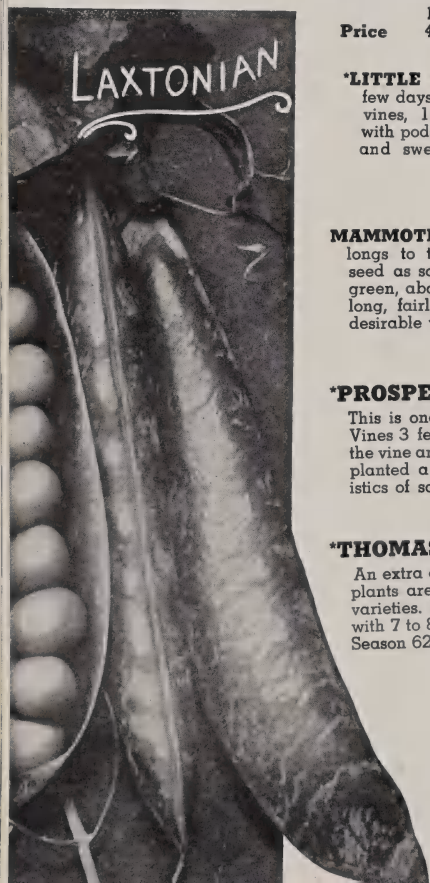 LAXTONIAN
Price 4
*LITTLE
few days
vines, 1
with pod
and swe
MAMMOTH
longs to t
seed as so
green, abo
long, fairl
desirable
*PROSPE
This is one
Vines 3 fe
the vine an
planted a
istics of so
*THOMAS
An extra
plants are
varieties.
with 7 to 8
Season 62